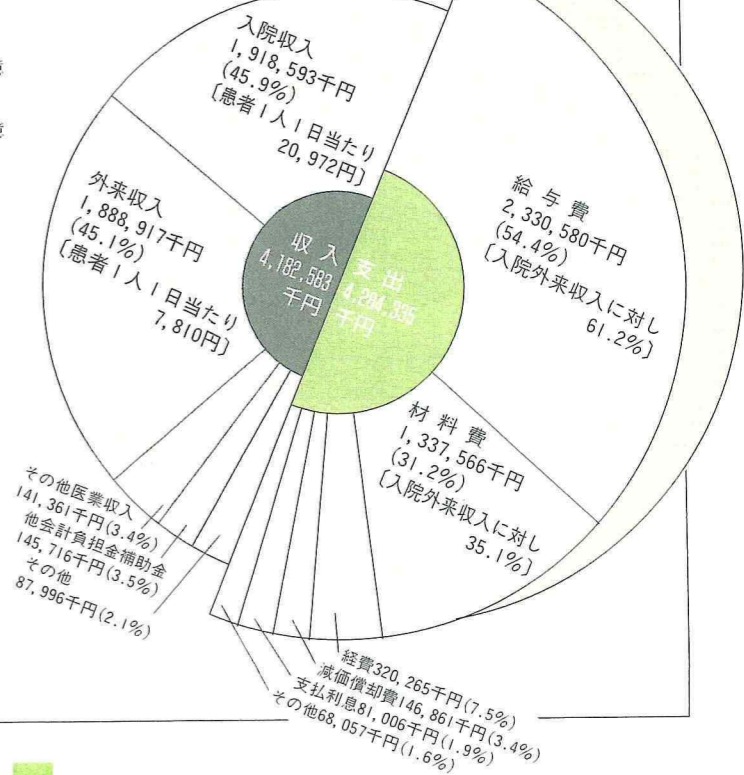 入院収入
1,918,593千円
(45.9%)
〔患者1人1日当たり
20,972円〕
外来収入
1,888,917千円
(45.1%)
〔患者1人1日当たり
7,810円〕
収入
4,182,583
千円
支出
4,284,335
千円
給与費
2,330,580千円
(54.4%)
〔入院外来収入に対し
61.2%〕
材料費
1,337,566千円
(31.2%)
〔入院外来収入に対し
35.1%〕
その他医業収入
141,361千円(3.4%)
他会計負担金補助金
145,716千円(3.5%)
その他
87,996千円(2.1%)
経費320,265千円(7.5%)
減価償却費146,861千円(3.4%)
支払利息81,006千円(1.9%)
その他68,057千円(1.6%)